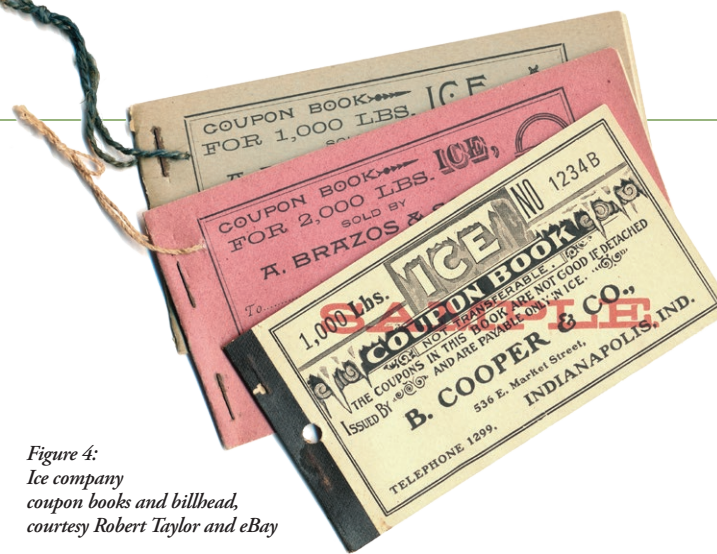 COUPON BOOK
FOR 1,000 LBS. ICE
SOLD
COUPON BOOK
FOR 2,000 LBS. ICE,
SOLD BY
A. BRAZOS &
To
1,000 Lbs. ICE NO 1234B
COUPON BOOK
SAMPLE
NOT TRANSFERABLE.
THE COUPONS IN THIS BOOK ARE NOT GOOD IF DETACHED
AND ARE PAYABLE ONLY IN ICE.
ISSUED BY
B. COOPER & CO.,
536 E. Market Street,
TELEPHONE 1299. INDIANAPOLIS, IND.
Figure 4:
Ice company
coupon books and billhead,
courtesy Robert Taylor and eBay